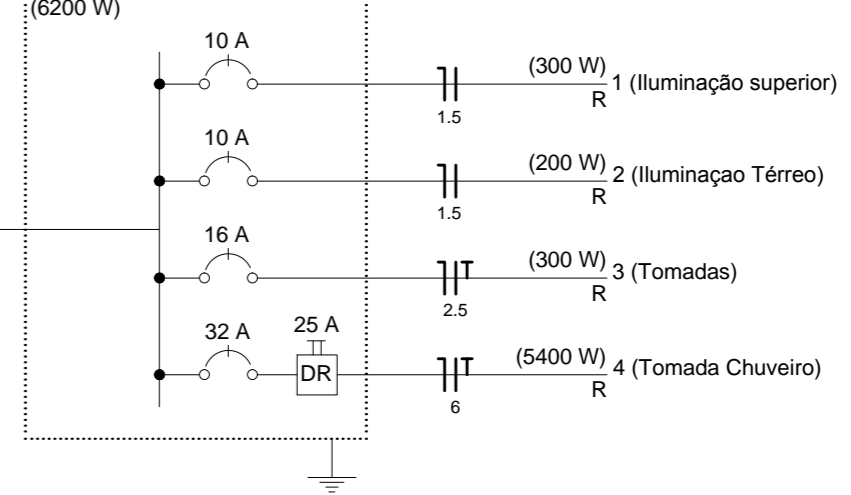 (6200 W)
10 A
(300 W)
1 (Iluminação superior)
R
1.5
10 A
(200 W)
2 (Iluminaçao Térreo)
R
1.5
16 A
(300 W)
3 (Tomadas)
R
T
2.5
32 A
25 A
DR
(5400 W)
4 (Tomada Chuveiro)
R
T
6